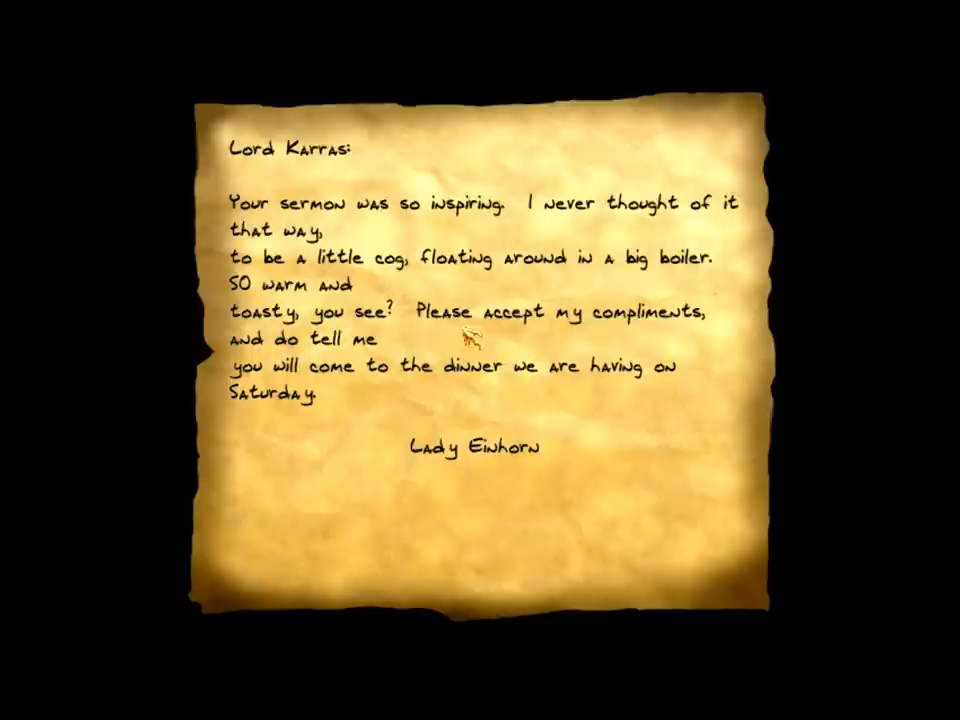 Lord Karras:
Your sermon was so inspiring.  I never thought of it
that way,
to be a little cog, floating around in a big boiler.
SO warm and
toasty, you see?  Please accept my compliments,
and do tell me
you will come to the dinner we are having on
Saturday.
Lady Einhorn